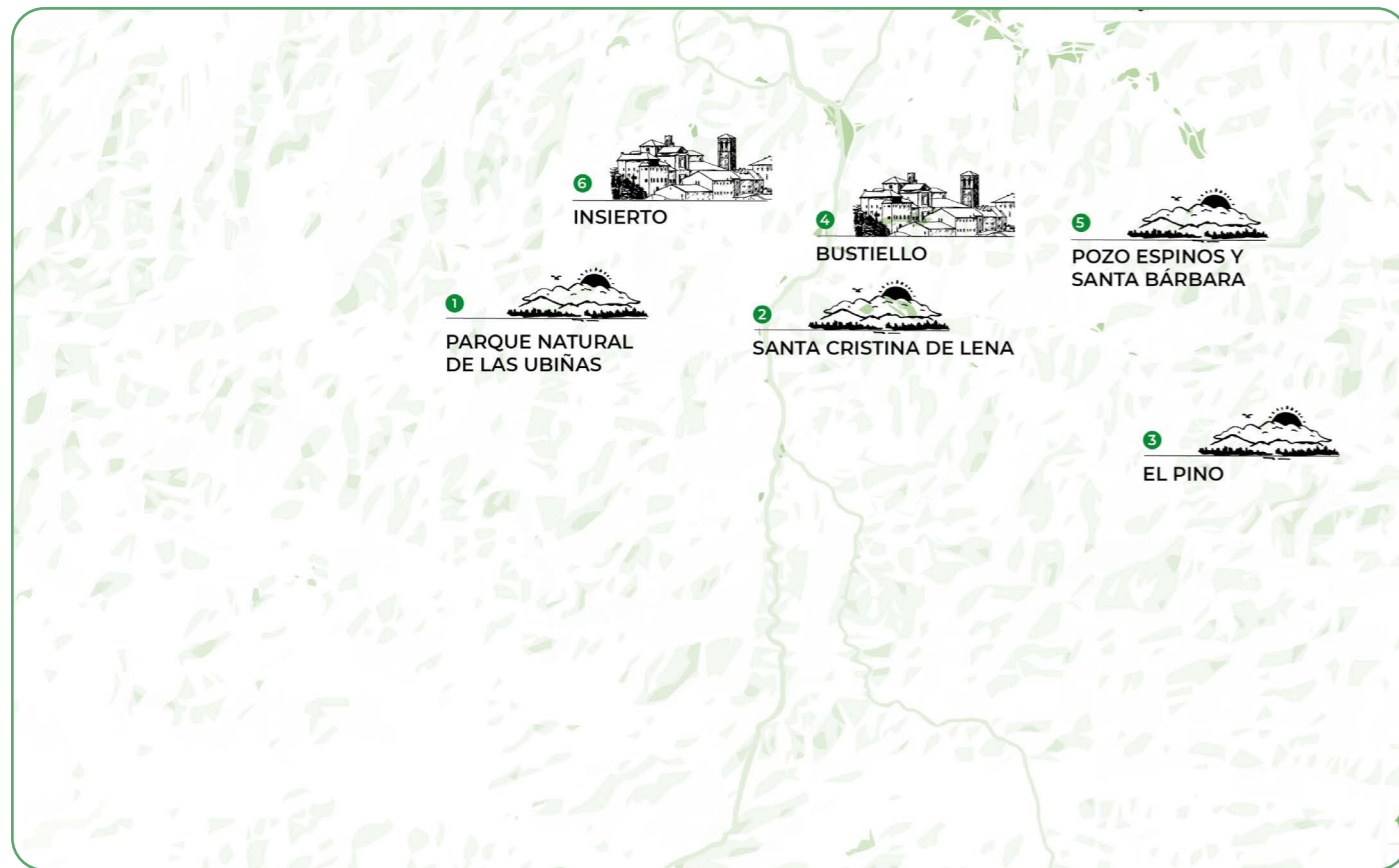 6
INSIERTO
4
BUSTIELLO
5
POZO ESPINOS Y
SANTA BÁRBARA
1
PARQUE NATURAL
DE LAS UBIÑAS
2
SANTA CRISTINA DE LENA
3
EL PINO